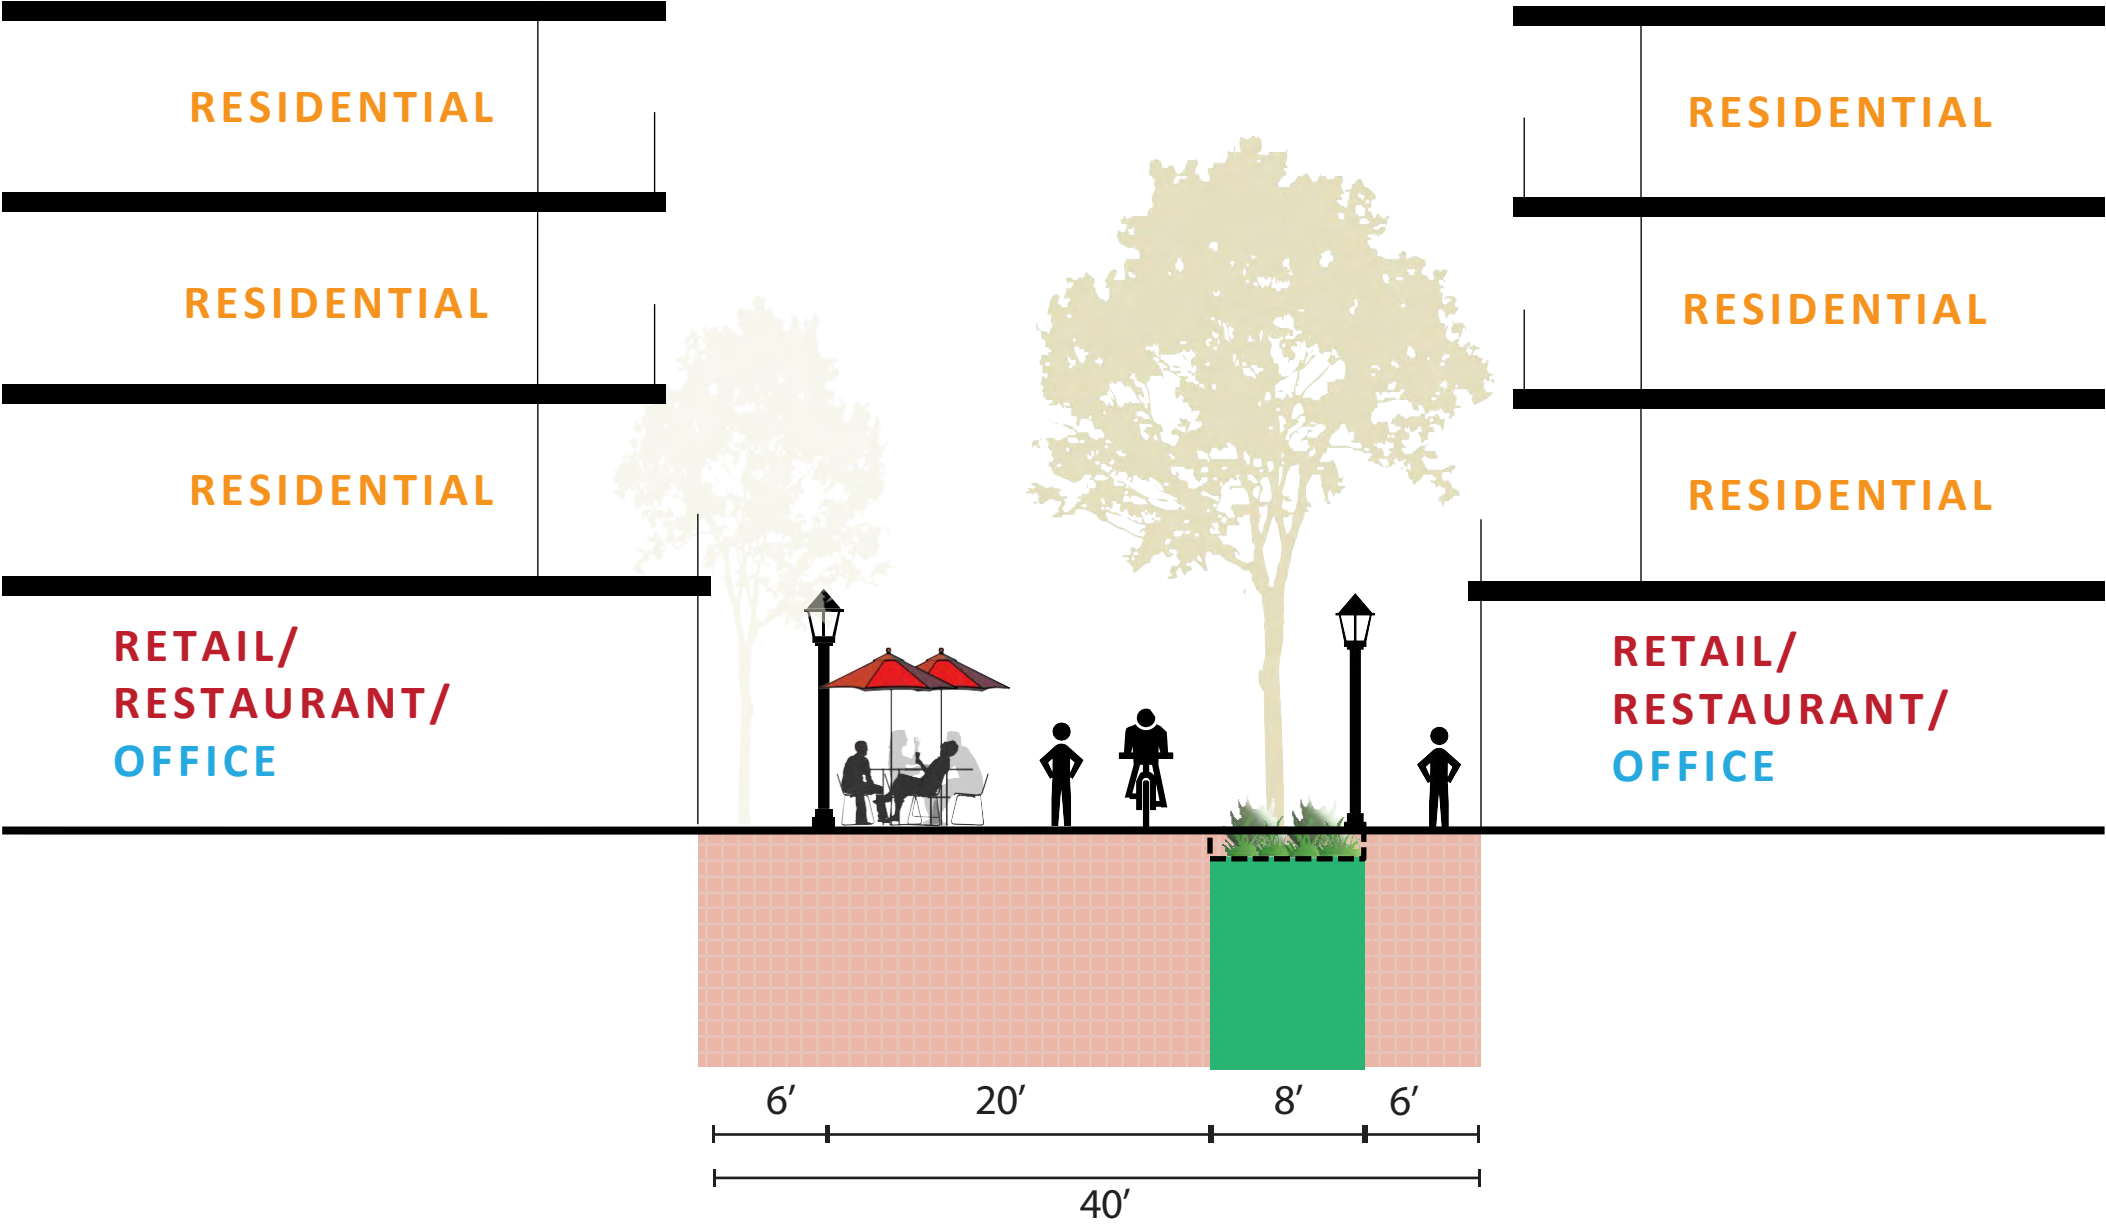 RESIDENTIAL
RESIDENTIAL
RESIDENTIAL
RESIDENTIAL
RESIDENTIAL
RESIDENTIAL
RETAIL/
RESTAURANT/
OFFICE
RETAIL/
RESTAURANT/
OFFICE
6’
20’
8’
6’
40’